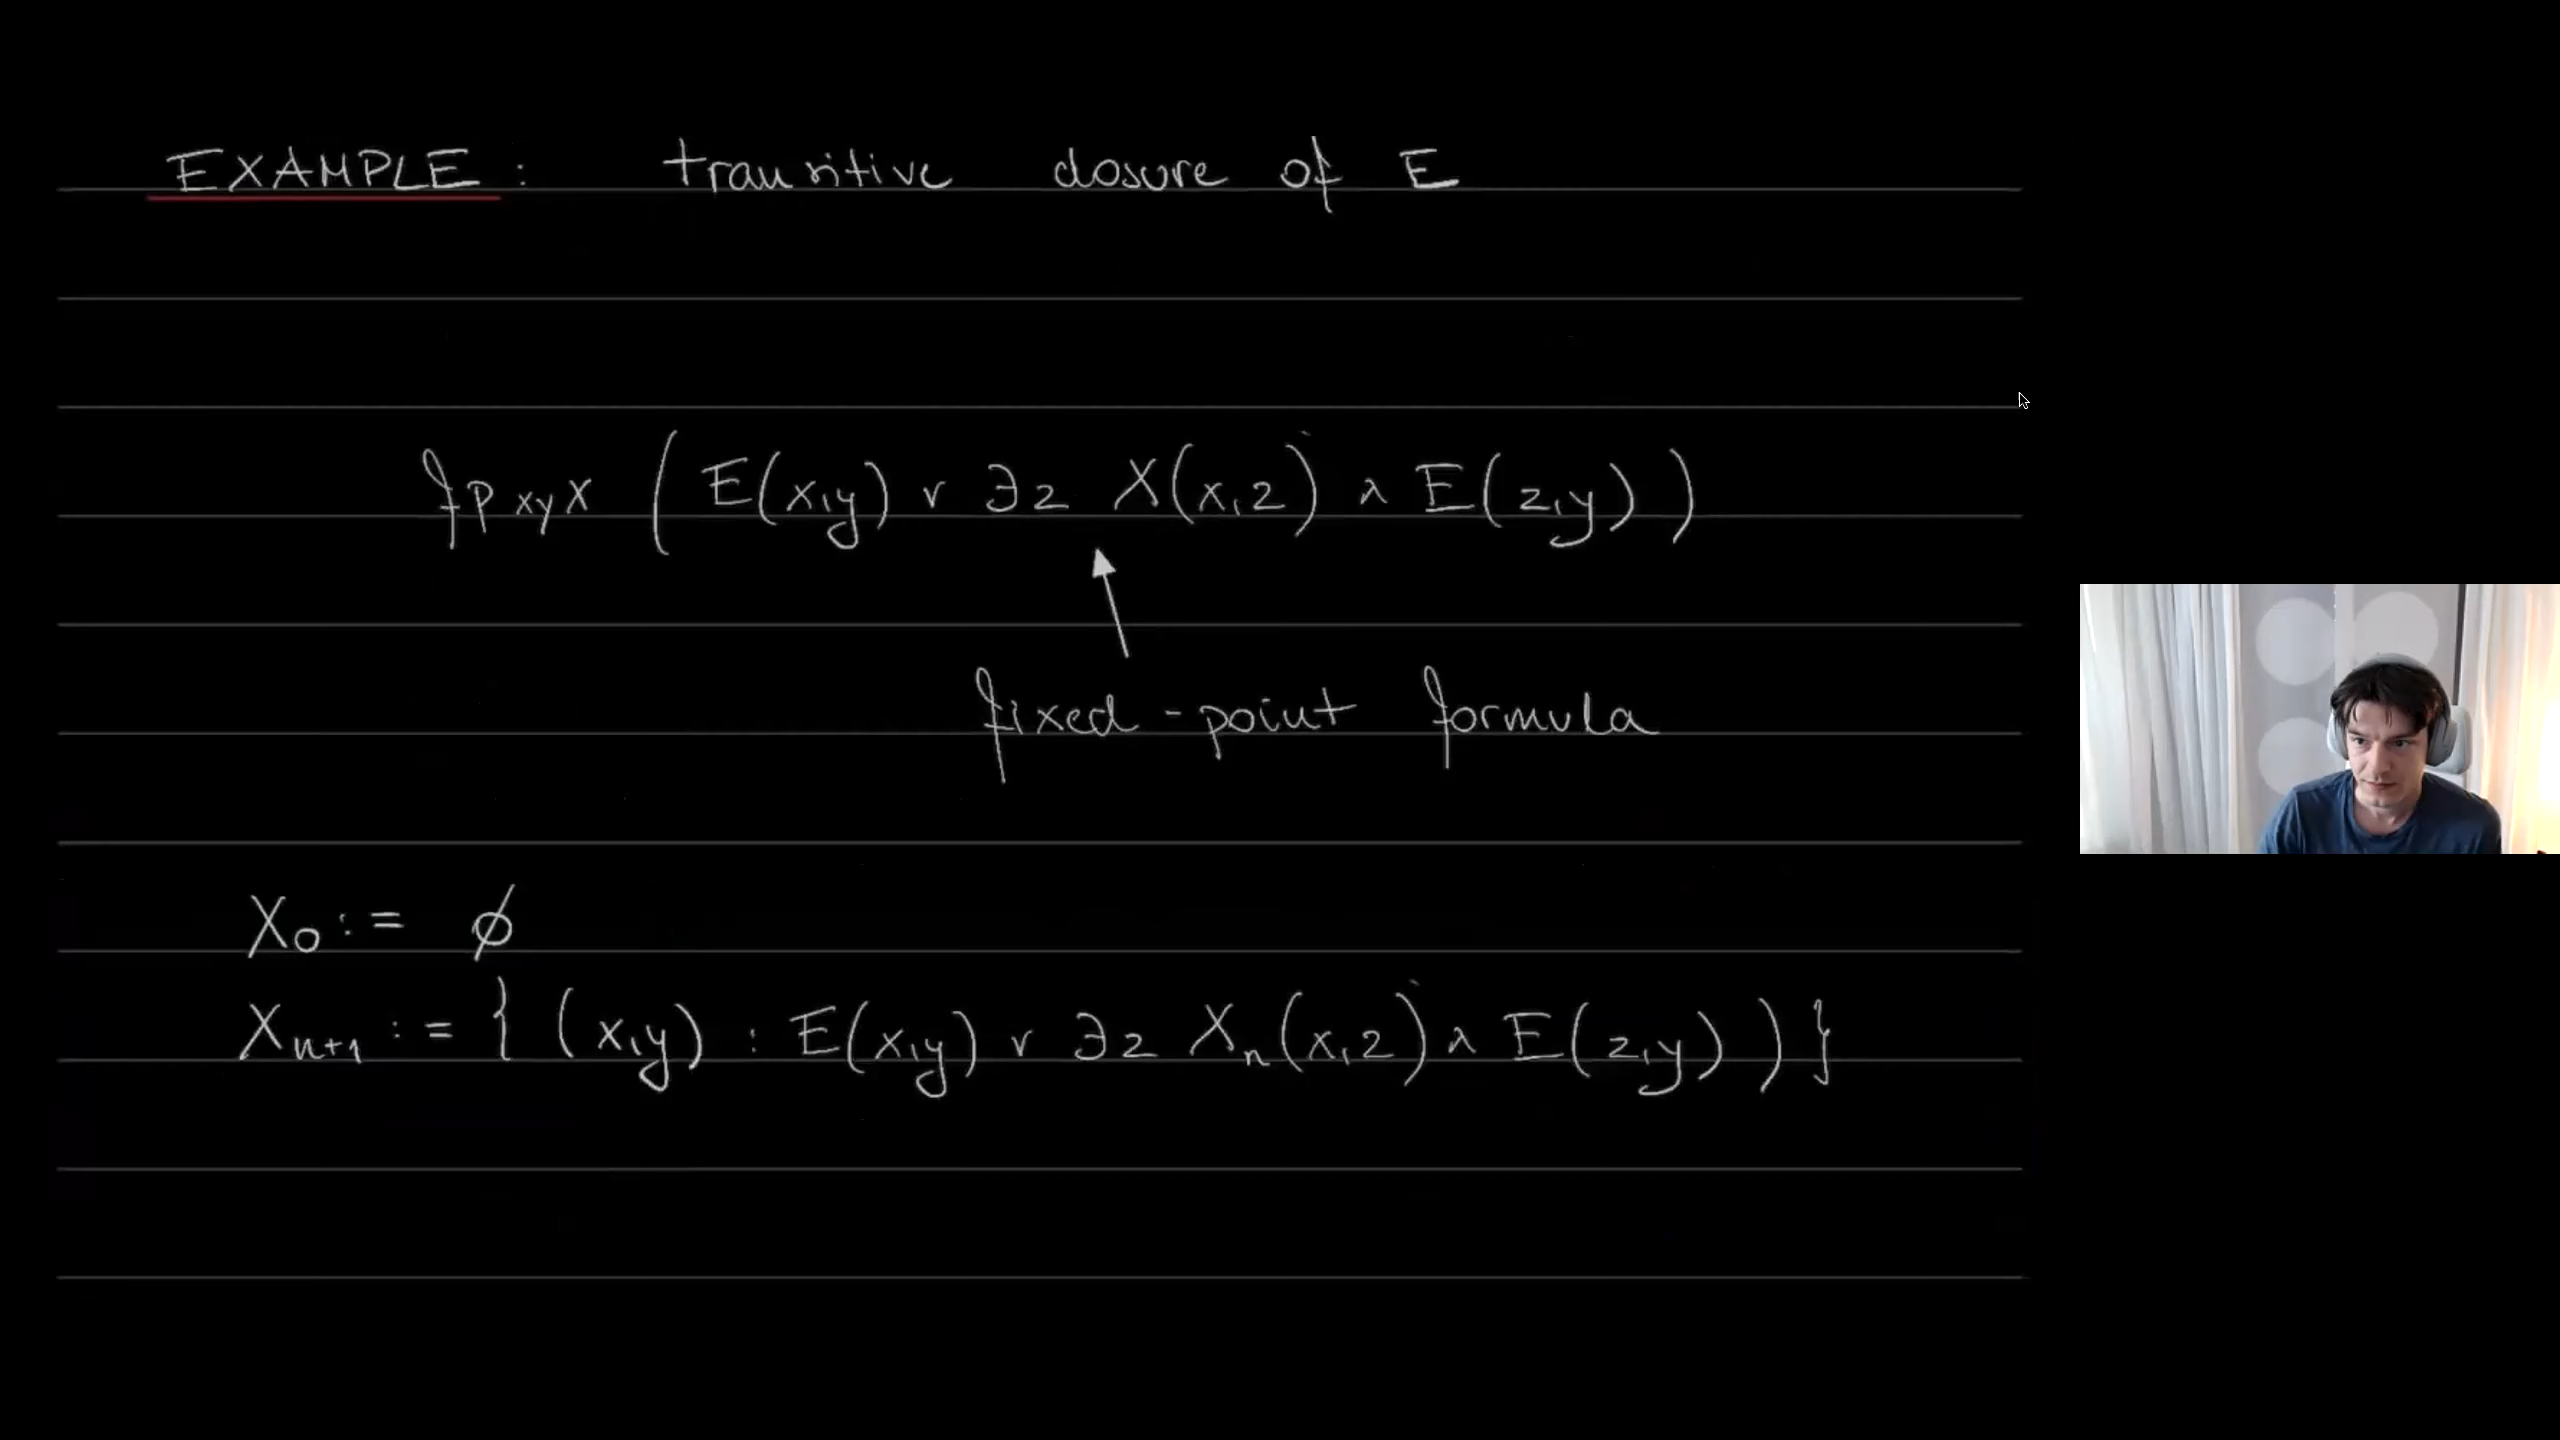 EXAMPLE : transitive closure of E
fp xyX ( E(x,y) ∨ ∃z X(x,z) ∧ E(z,y) )
fixed-point formula
X₀ := ∅
Xₙ₊₁ := { (x,y) : E(x,y) ∨ ∃z Xₙ(x,z) ∧ E(z,y) ) }